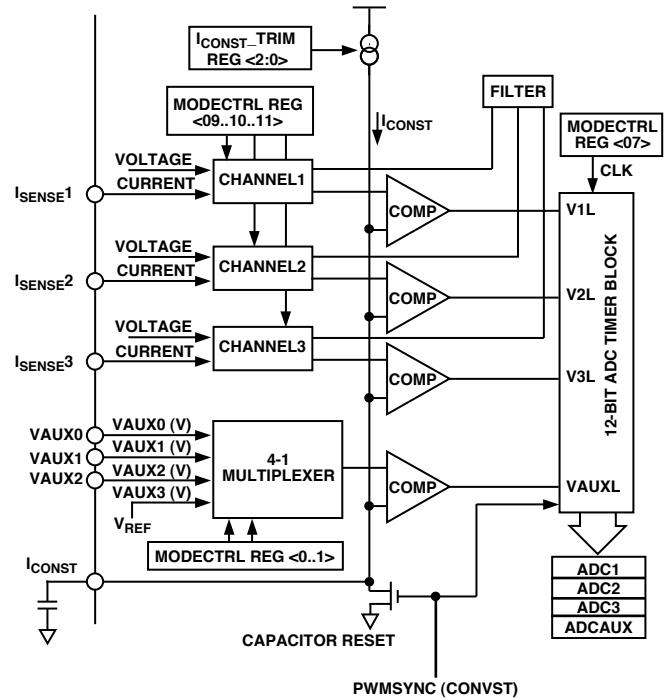 ICONST_TRIM
REG <2:0>
MODECTRL REG
<09..10..11>
ICONST
FILTER
MODECTRL
REG <07>
CLK
VOLTAGE
CURRENT
ISENSE1
CHANNEL1
COMP
V1L
VOLTAGE
CURRENT
ISENSE2
CHANNEL2
COMP
V2L
VOLTAGE
CURRENT
ISENSE3
CHANNEL3
COMP
V3L
12-BIT ADC TIMER BLOCK
VAUX0
VAUX0 (V)
VAUX1
VAUX1 (V)
VAUX2
VAUX2 (V)
VAUX3 (V)
VREF
4-1
MULTIPLEXER
COMP
VAUXL
MODECTRL REG <0..1>
ICONST
CAPACITOR RESET
PWMSYNC (CONVST)
ADC1
ADC2
ADC3
ADCAUX